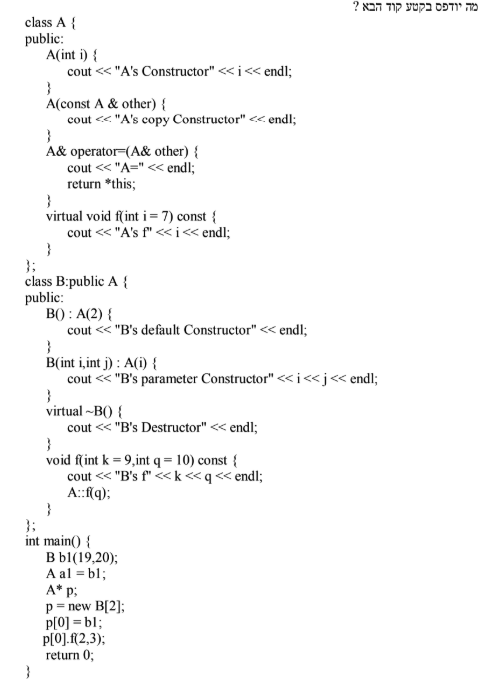 מה יודפס בקטע קוד הבא ?
class A {
public:
A(int i) {
cout << "A's Constructor" << i << endl;
}
A(const A & other) {
cout << "A's copy Constructor" << endl;
}
A& operator=(A& other) {
cout << "A=" << endl;
return *this;
}
virtual void f(int i = 7) const {
cout << "A's f" << i << endl;
}
};
class B:public A {
public:
B() : A(2) {
cout << "B's default Constructor" << endl;
}
B(int i,int j) : A(i) {
cout << "B's parameter Constructor" << i << j << endl;
}
virtual ~B() {
cout << "B's Destructor" << endl;
}
void f(int k = 9,int q = 10) const {
cout << "B's f" << k << q << endl;
A::f(q);
}
};
int main() {
B b1(19,20);
A a1 = b1;
A* p;
p = new B[2];
p[0] = b1;
p[0].f(2,3);
return 0;
}